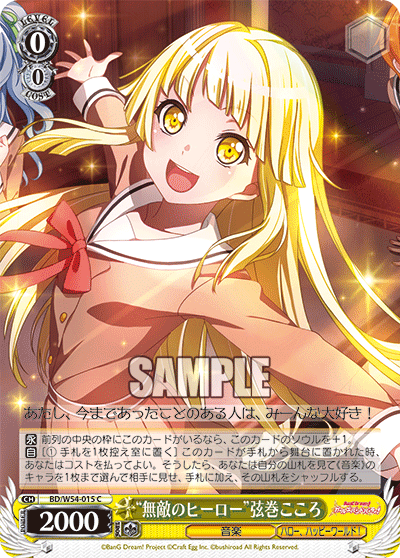 LEVEL
0
0
COST
SAMPLE
あたし、今まであったことのある人は、みーんな大好き！
永 前列の中央の枠にこのカードがいるなら、このカードのソウルを＋1。
自 ［⑴ 手札を1枚控え室に置く］ このカードが手札から舞台に置かれた時、
あなたはコストを払ってよい。そうしたら、あなたは自分の山札を見て《音楽》の
キャラを1枚まで選んで相手に見せ、手札に加え、その山札をシャッフルする。
CH BD/W54-015 C
2000
“無敵のヒーロー”弦巻こころ
音楽
ハロー、ハッピーワールド！
©BanG Dream! Project ©Craft Egg Inc. ©bushiroad All Rights Reserved.